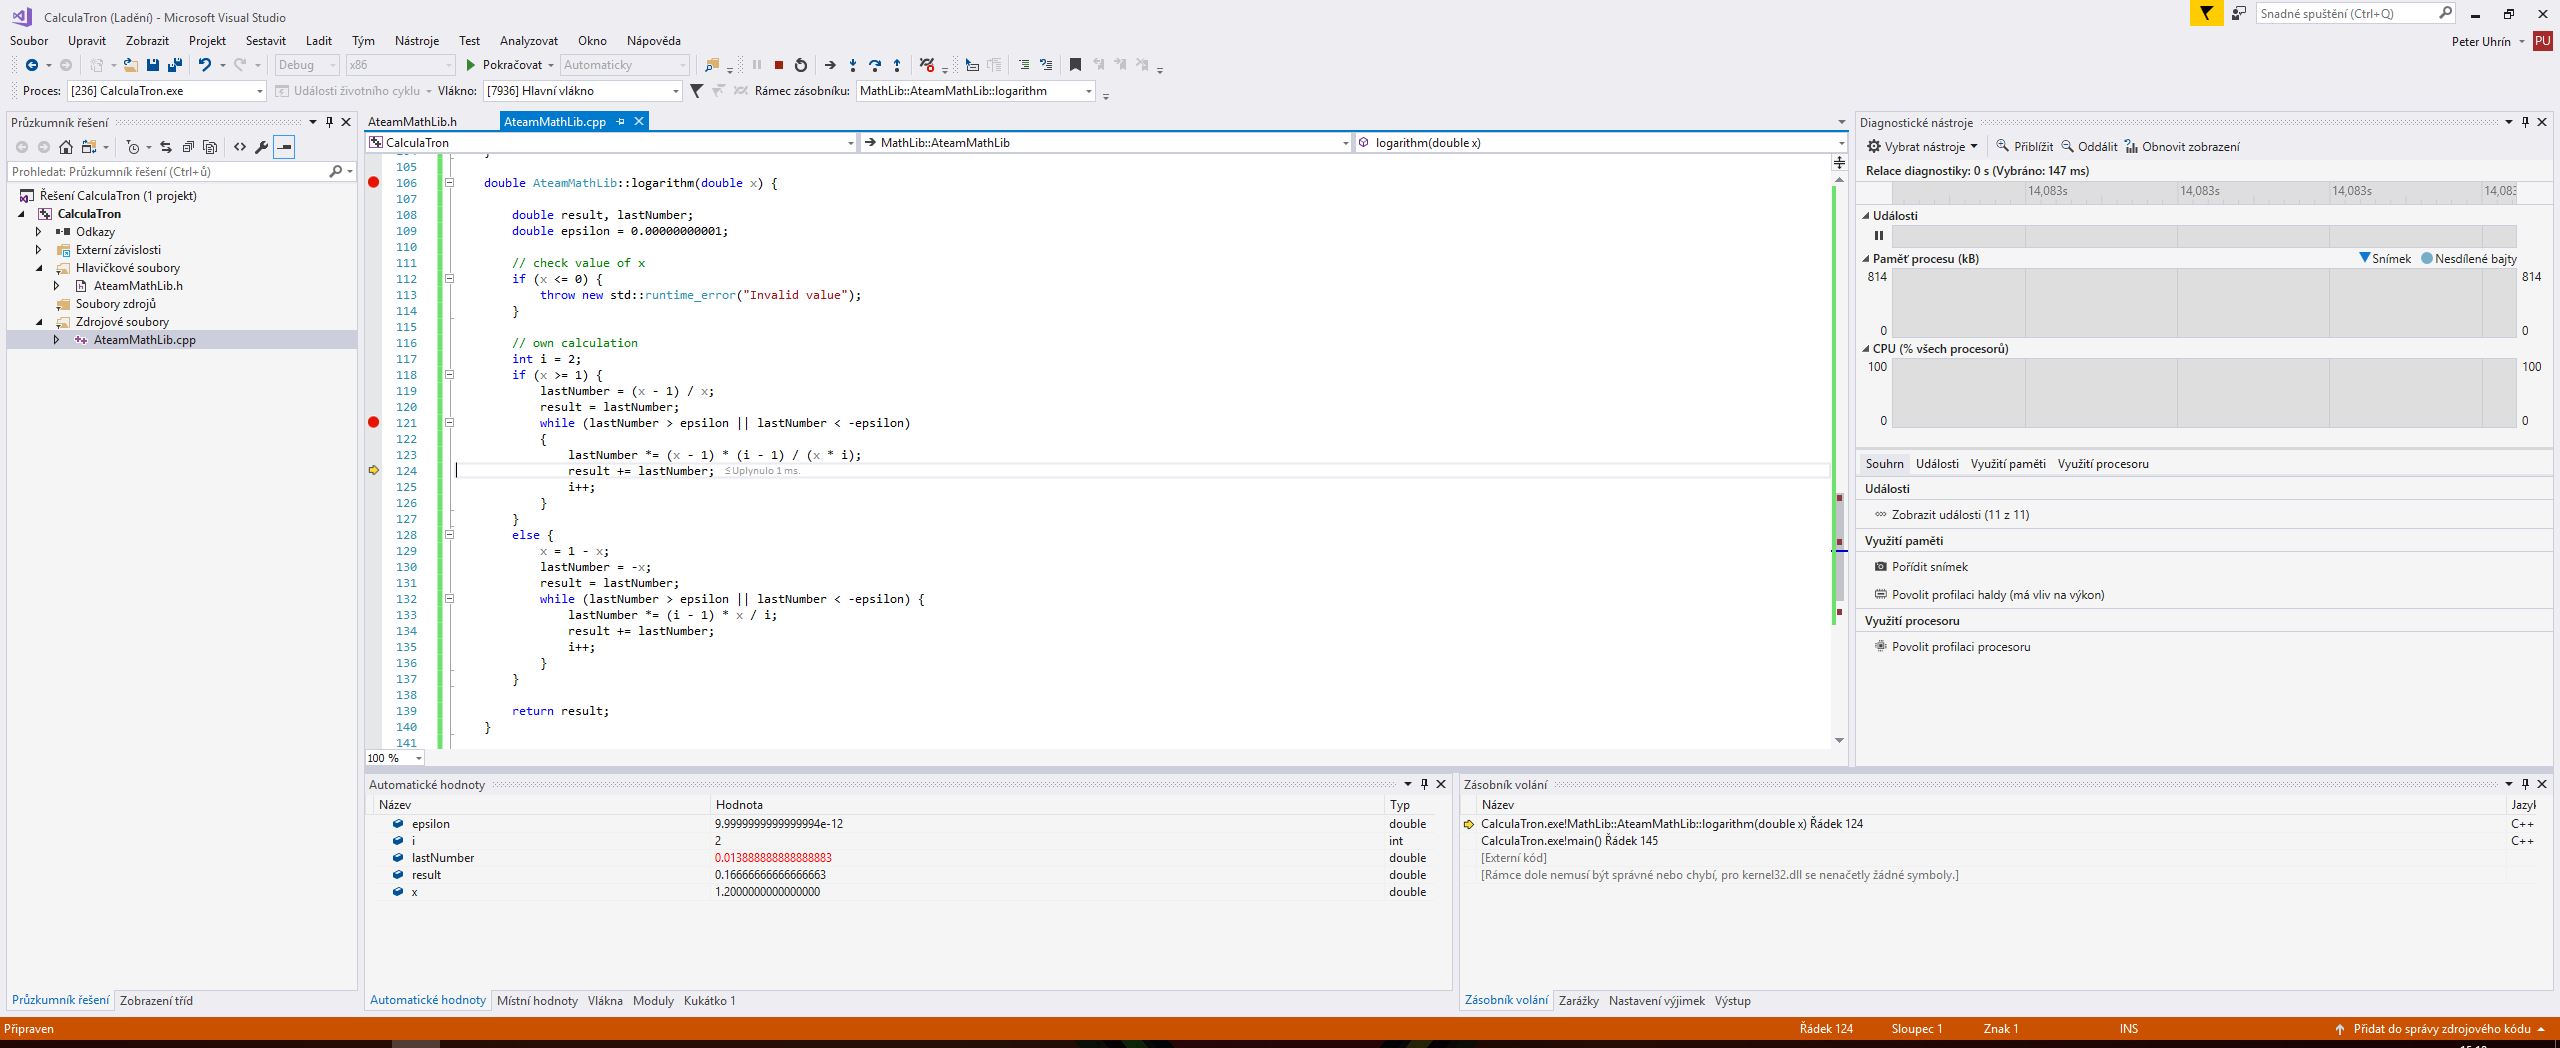 CalculaTron (Ladění) - Microsoft Visual Studio
Snadné spuštění (Ctrl+Q)
Soubor Upravit Zobrazit Projekt Sestavit Ladit Tým Nástroje Test Analyzovat Okno Nápověda
Peter Uhrín PU
Debug x86 Pokračovat Automaticky
Proces: [236] CalculaTron.exe Události životního cyklu Vlákno: [7936] Hlavní vlákno Rámec zásobníku: MathLib::AteamMathLib::logarithm
Průzkumník řešení
Prohledat: Průzkumník řešení (Ctrl+ů)
Řešení CalculaTron (1 projekt)
CalculaTron
Odkazy
Externí závislosti
Hlavičkové soubory
AteamMathLib.h
Soubory zdrojů
Zdrojové soubory
AteamMathLib.cpp
Průzkumník řešení Zobrazení tříd
AteamMathLib.h AteamMathLib.cpp
CalculaTron MathLib::AteamMathLib logarithm(double x)
105
106 double AteamMathLib::logarithm(double x) {
107
108 double result, lastNumber;
109 double epsilon = 0.00000000001;
110
111 // check value of x
112 if (x <= 0) {
113 throw new std::runtime_error("Invalid value");
114 }
115
116 // own calculation
117 int i = 2;
118 if (x >= 1) {
119 lastNumber = (x - 1) / x;
120 result = lastNumber;
121 while (lastNumber > epsilon || lastNumber < -epsilon)
122 {
123 lastNumber *= (x - 1) * (i - 1) / (x * i);
124 result += lastNumber; ≤Uplynulo 1 ms.
125 i++;
126 }
127 }
128 else {
129 x = 1 - x;
130 lastNumber = -x;
131 result = lastNumber;
132 while (lastNumber > epsilon || lastNumber < -epsilon) {
133 lastNumber *= (i - 1) * x / i;
134 result += lastNumber;
135 i++;
136 }
137 }
138
139 return result;
140 }
141
100 %
Diagnostické nástroje
Vybrat nástroje Přiblížit Oddálit Obnovit zobrazení
Relace diagnostiky: 0 s (Vybráno: 147 ms)
14,083s 14,083s 14,083s 14,083
Události
Paměť procesu (kB) Snímek Nesdílené bajty
814 814
0 0
CPU (% všech procesorů)
100 100
0 0
Souhrn Události Využití paměti Využití procesoru
Události
Zobrazit události (11 z 11)
Využití paměti
Pořídit snímek
Povolit profilaci haldy (má vliv na výkon)
Využití procesoru
Povolit profilaci procesoru
Automatické hodnoty
Název Hodnota Typ
epsilon 9.9999999999999994e-12 double
i 2 int
lastNumber 0.013888888888888883 double
result 0.16666666666666663 double
x 1.2000000000000000 double
Automatické hodnoty Místní hodnoty Vlákna Moduly Kukátko 1
Zásobník volání
Název Jazyk
CalculaTron.exe!MathLib::AteamMathLib::logarithm(double x) Řádek 124 C++
CalculaTron.exe!main() Řádek 145 C++
[Externí kód]
[Rámce dole nemusí být správné nebo chybí, pro kernel32.dll se nenačetly žádné symboly.]
Zásobník volání Zarážky Nastavení výjimek Výstup
Připraven Řádek 124 Sloupec 1 Znak 1 INS Přidat do správy zdrojového kódu